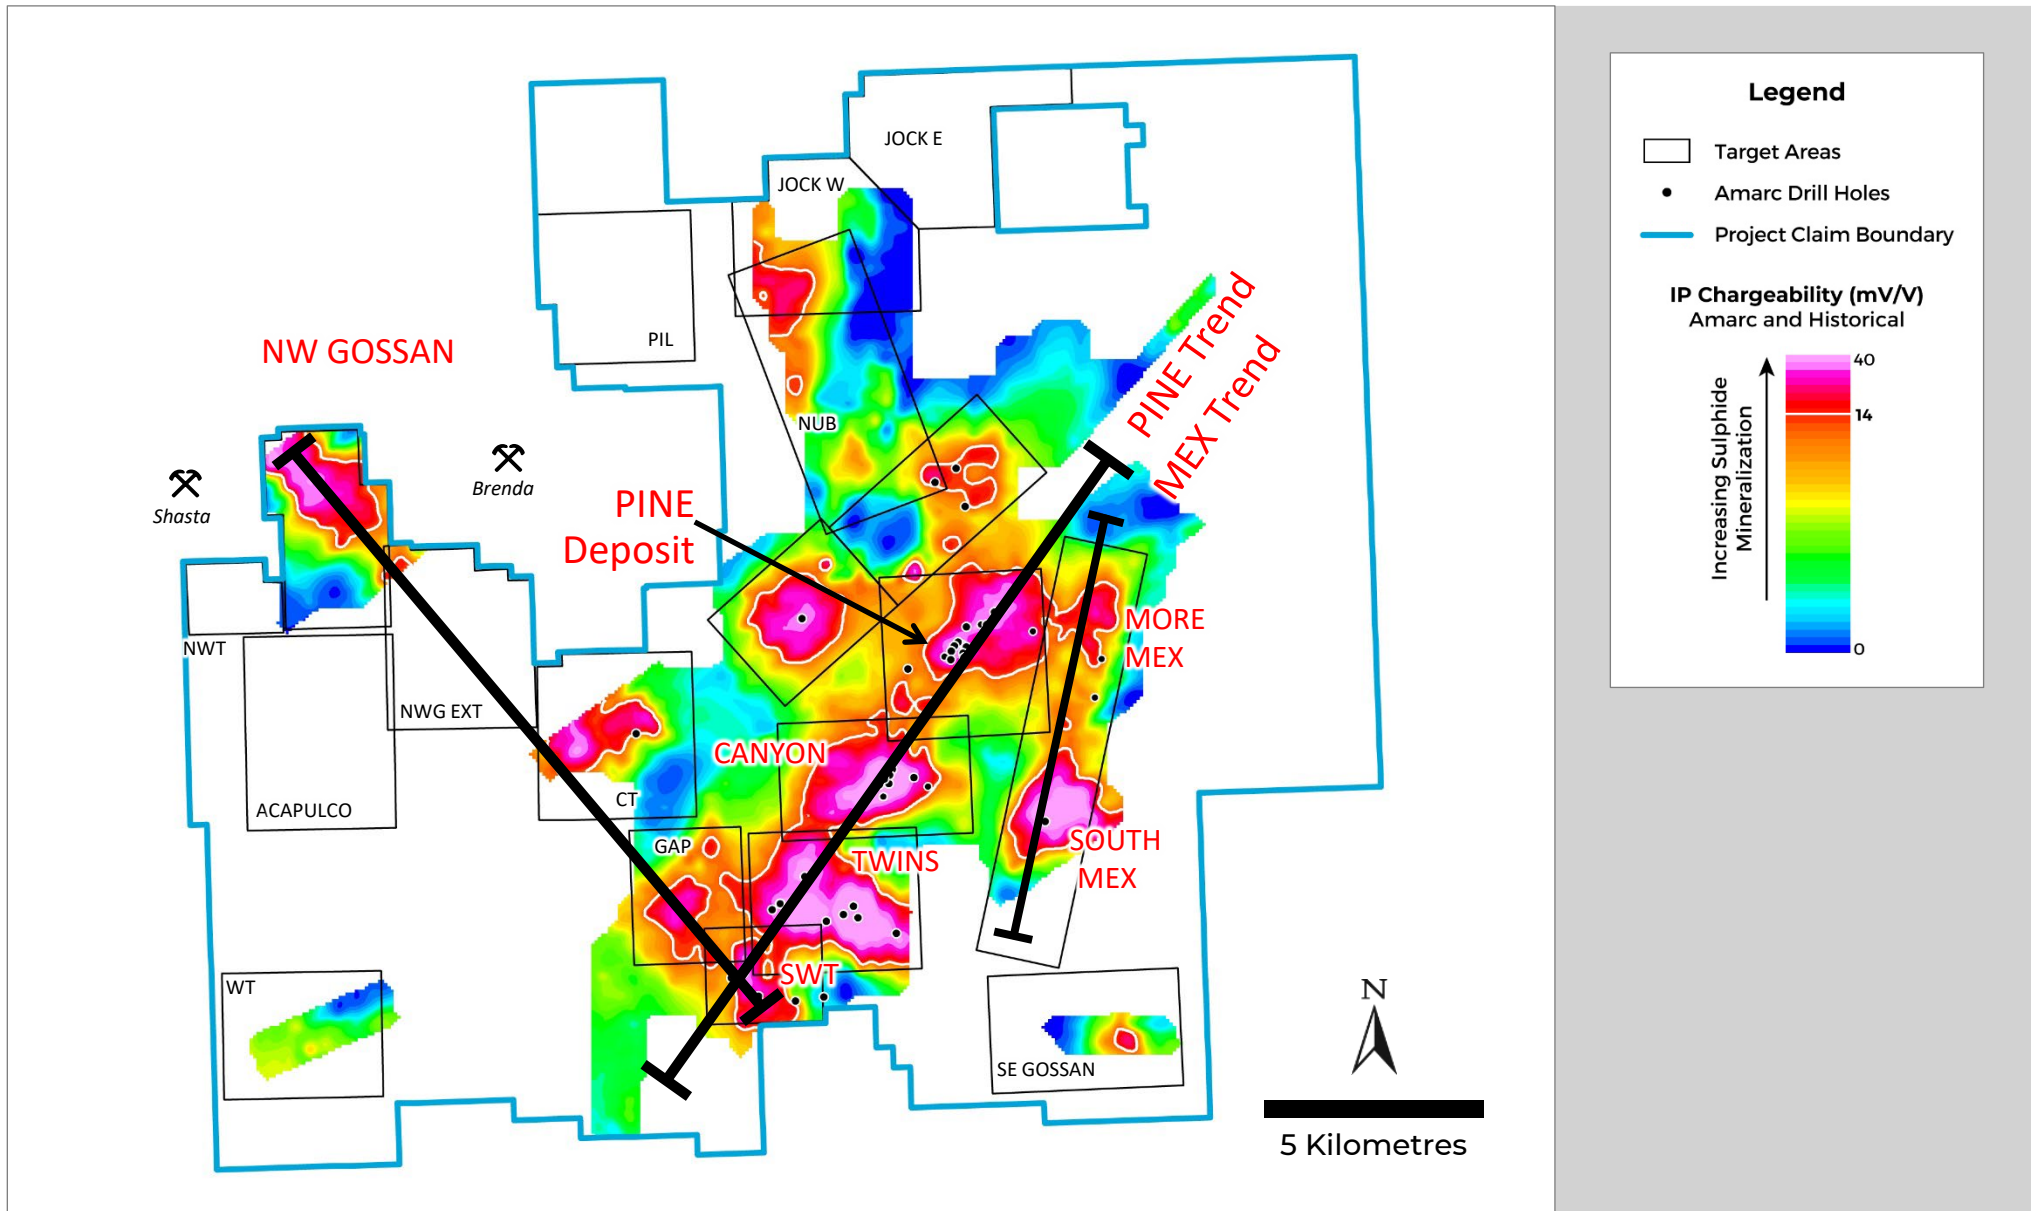 JOCK E
JOCK W
PIL
NW GOSSAN
NUB
PINE Trend
MEX Trend
Shasta
Brenda
PINE
Deposit
MORE
MEX
NWT
NWG EXT
CANYON
CT
ACAPULCO
GAP
TWINS
SOUTH
MEX
SWT
WT
SE GOSSAN
N
5 Kilometres
Legend
Target Areas
Amarc Drill Holes
Project Claim Boundary
IP Chargeability (mV/V)
Amarc and Historical
Increasing Sulphide
Mineralization
40
14
0